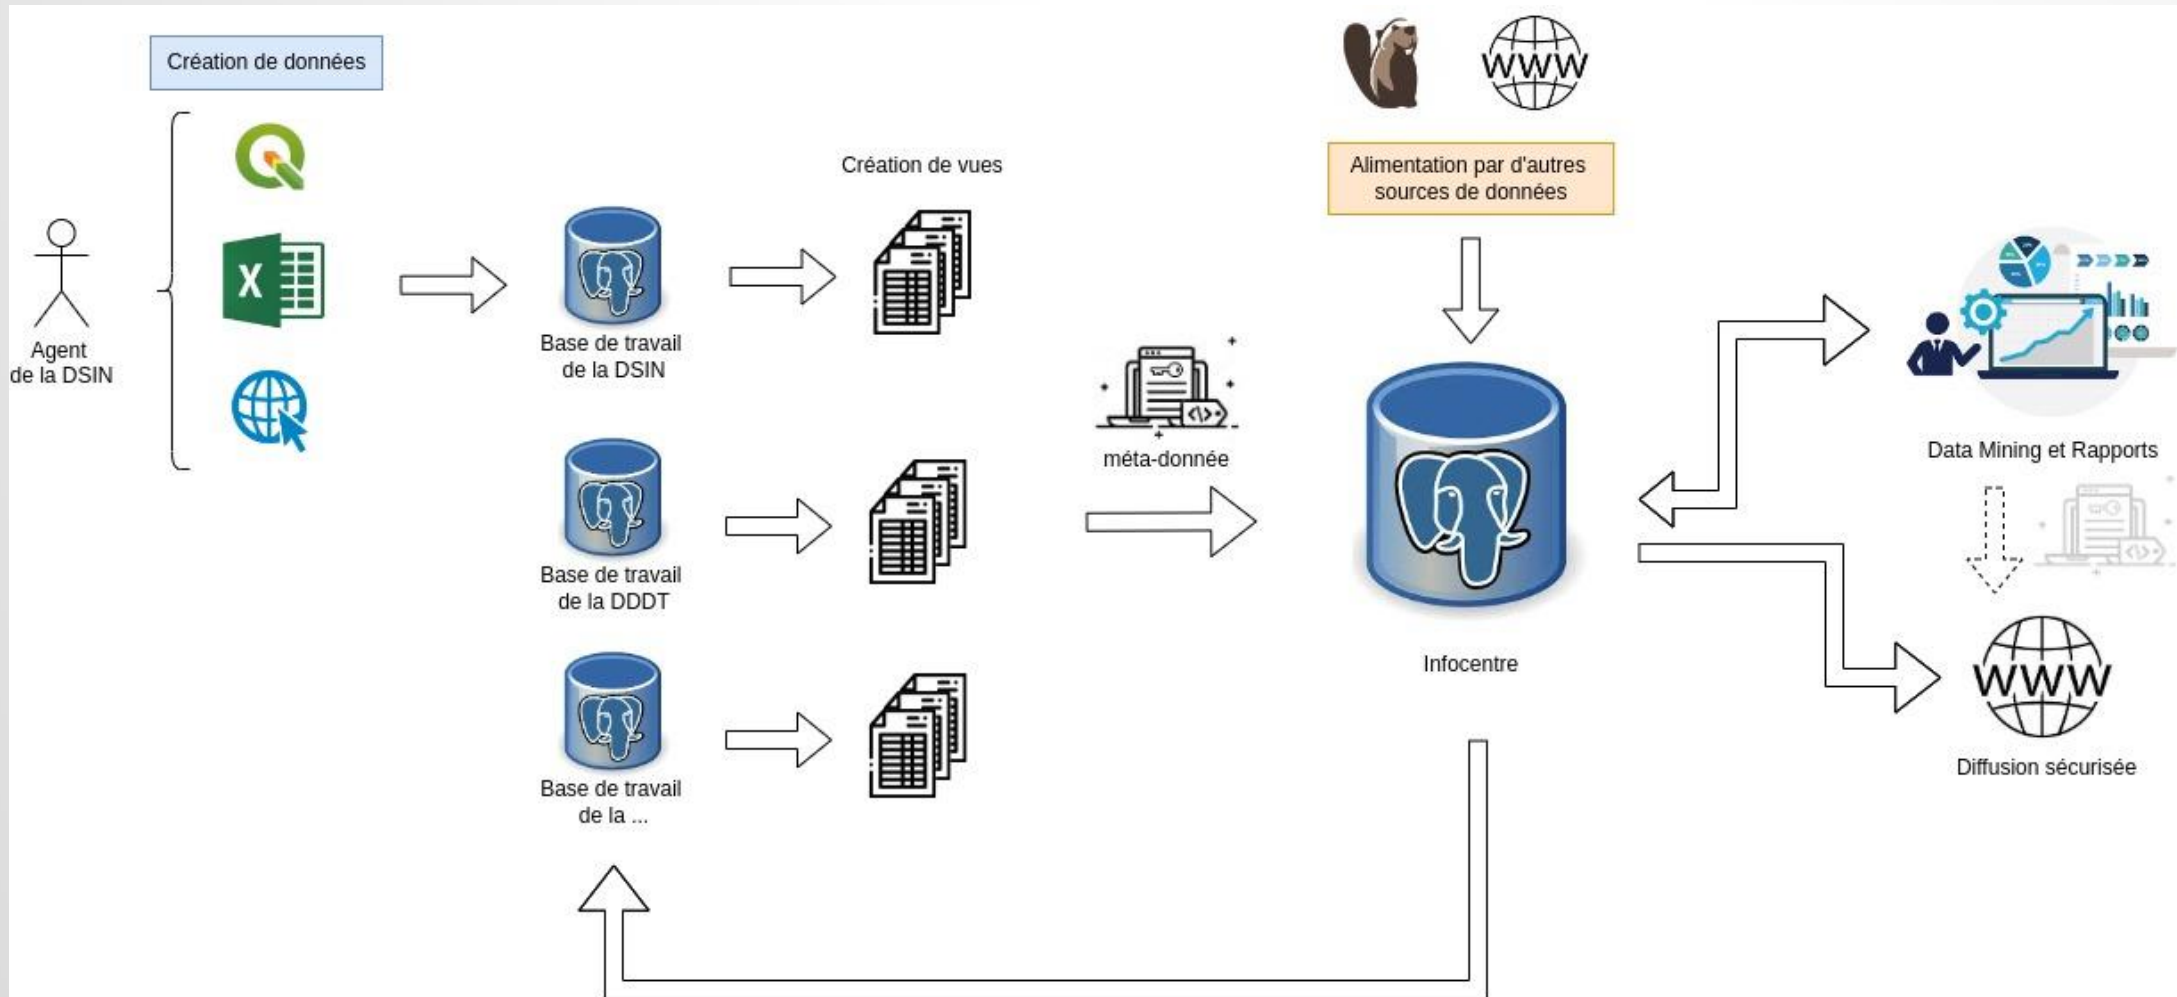 Création de données
Agent
de la DSIN
X
Base de travail
de la DSIN
Création de vues
Base de travail
de la DDDT
Base de travail
de la ...
méta-donnée
WWW
Alimentation par d'autres
sources de données
Infocentre
Data Mining et Rapports
WWW
Diffusion sécurisée